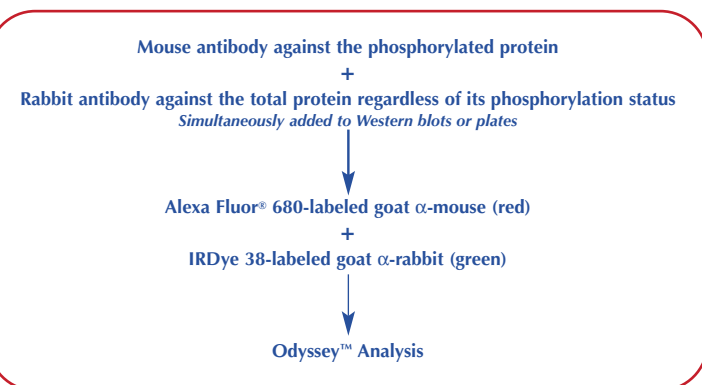 Mouse antibody against the phosphorylated protein
+
Rabbit antibody against the total protein regardless of its phosphorylation status
Simultaneously added to Western blots or plates
Alexa Fluor® 680-labeled goat α-mouse (red)
+
IRDye 38-labeled goat α-rabbit (green)
Odyssey™ Analysis